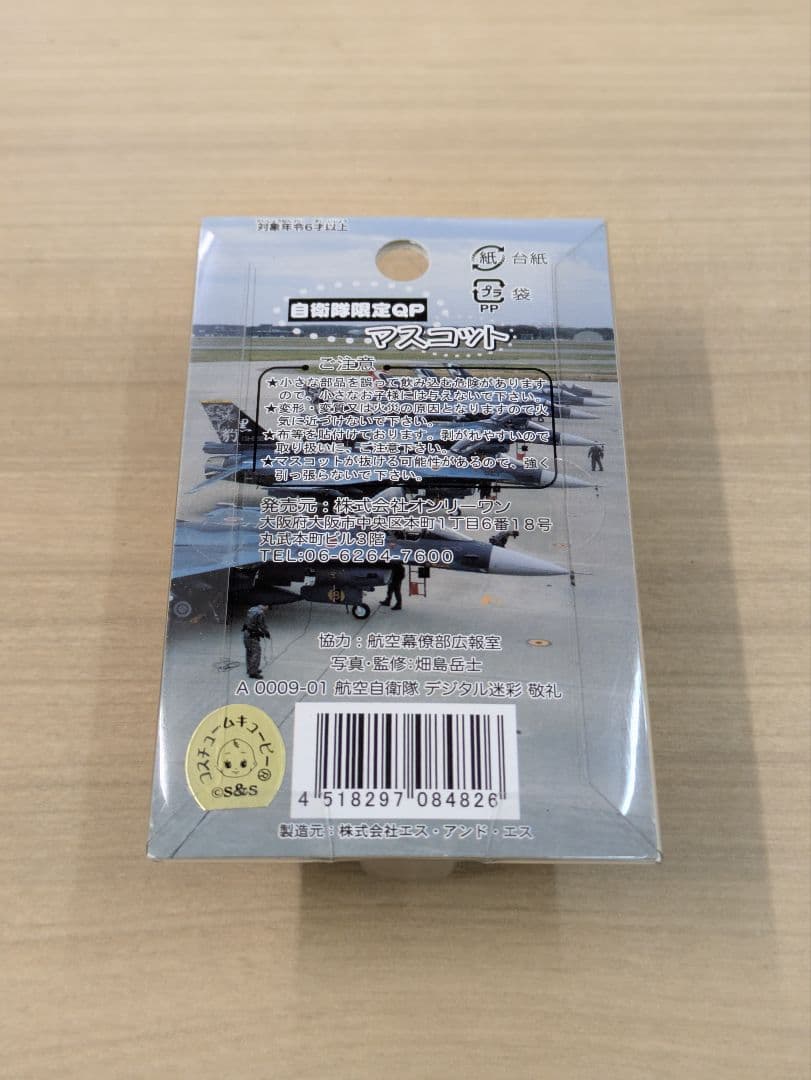 対象年令6才以上
紙 台紙
プラ 袋
PP
自衛隊限定QP
マスコット
ご注意
★小さな部品を誤って飲み込む危険があります
ので、小さなお子様には与えないで下さい。
★変形・変質又は火災の原因となりますので火
気に近づけないで下さい。
★布等を貼付けております。剥がれやすいので
取り扱いに、ご注意下さい。
★マスコットが抜ける可能性があるので、強く
引っ張らないで下さい。
黒豹
発売元：株式会社オンリーワン
大阪府大阪市中央区本町1丁目6番18号
丸武本町ビル3階
TEL:06-6264-7600
協力：航空幕僚部広報室
写真・監修:畑島岳士
A 0009-01 航空自衛隊 デジタル迷彩 敬礼
コスチュームキューピー®
©S&S
4 518297 084826
製造元：株式会社エス・アンド・エス